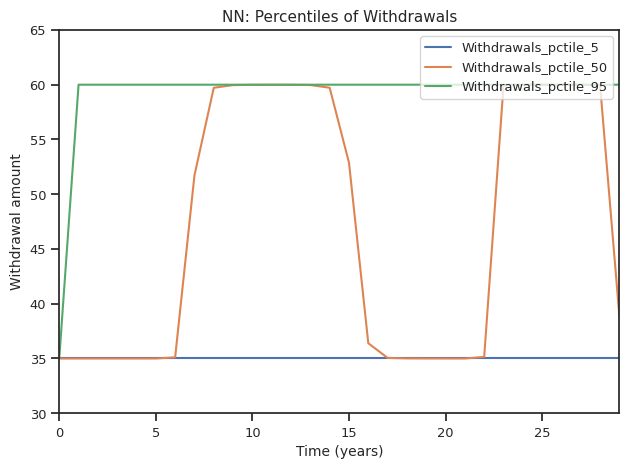 NN: Percentiles of Withdrawals
65
60
55
50
45
40
35
30
Withdrawal amount
Withdrawals_pctile_5
Withdrawals_pctile_50
Withdrawals_pctile_95
0 5 10 15 20 25
Time (years)